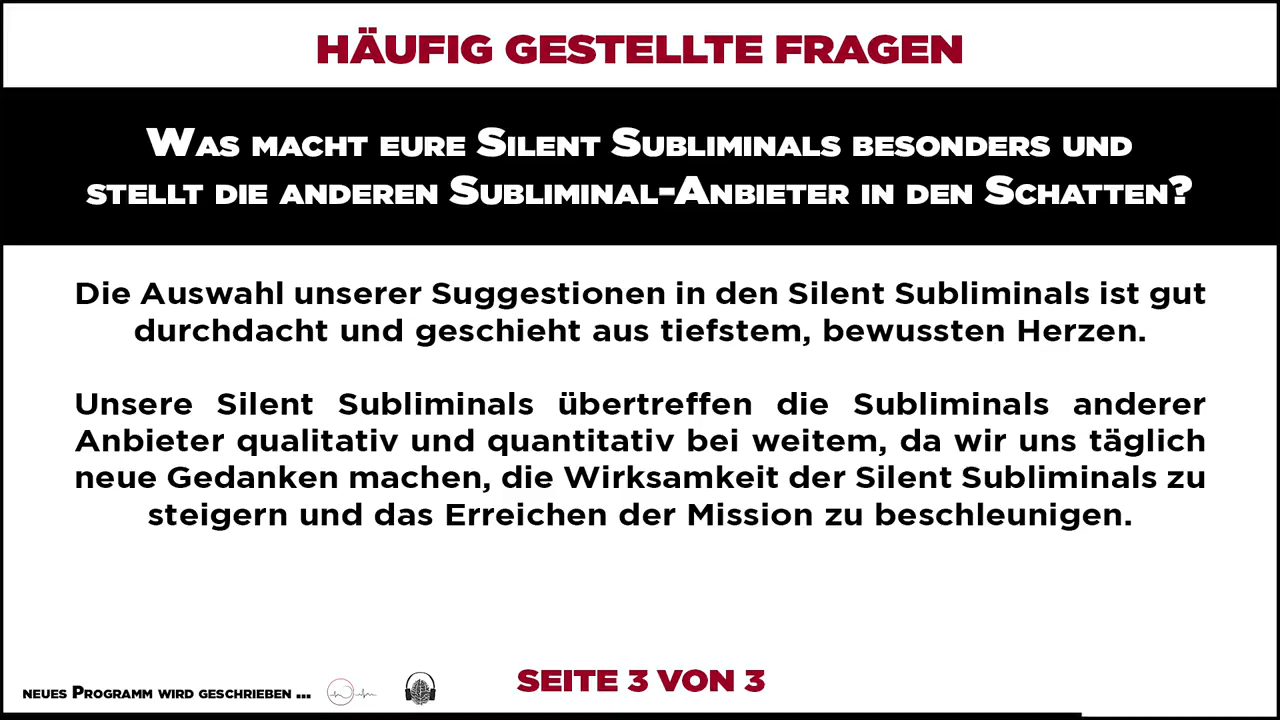 HÄUFIG GESTELLTE FRAGEN
Was macht eure Silent Subliminals besonders und
stellt die anderen Subliminal-Anbieter in den Schatten?
Die Auswahl unserer Suggestionen in den Silent Subliminals ist gut
durchdacht und geschieht aus tiefstem, bewussten Herzen.
Unsere Silent Subliminals übertreffen die Subliminals anderer
Anbieter qualitativ und quantitativ bei weitem, da wir uns täglich
neue Gedanken machen, die Wirksamkeit der Silent Subliminals zu
steigern und das Erreichen der Mission zu beschleunigen.
neues Programm wird geschrieben ...
SEITE 3 VON 3